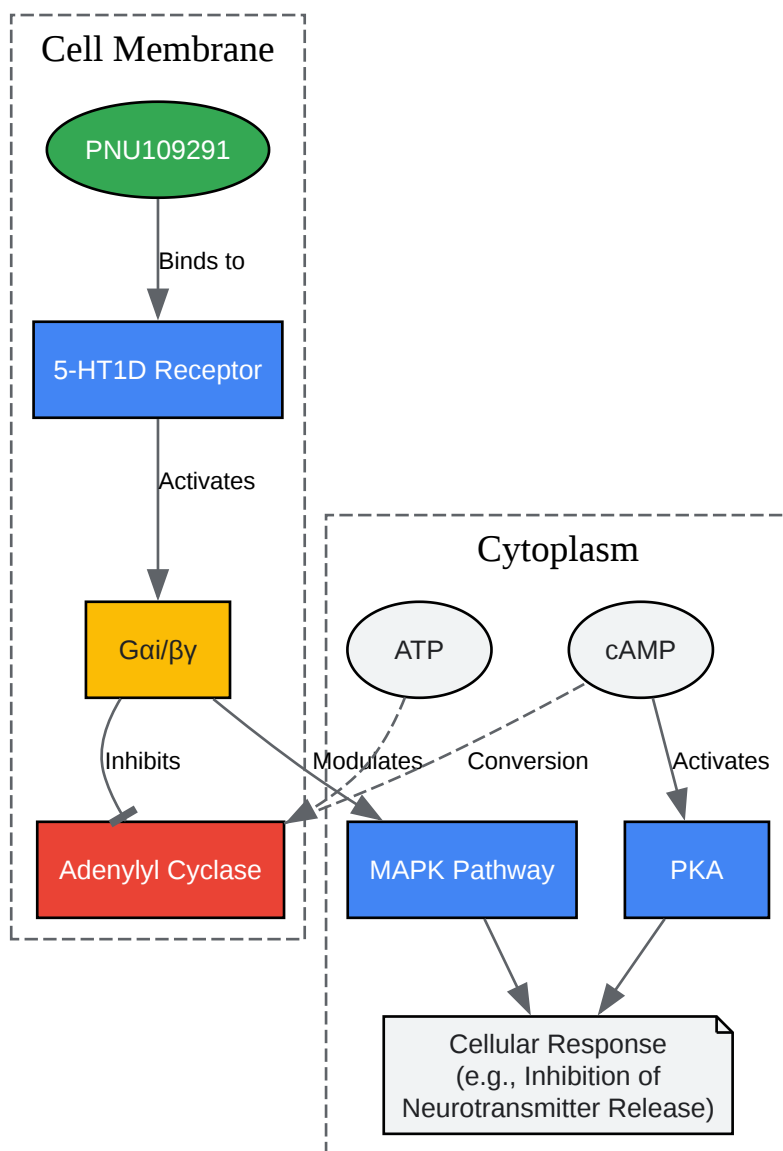 Cell Membrane
PNU109291
Binds to
5-HT1D Receptor
Activates
Cytoplasm
Gαi/βγ
ATP
cAMP
Inhibits
Modulates
Conversion
Activates
Adenylyl Cyclase
MAPK Pathway
PKA
Cellular Response
(e.g., Inhibition of
Neurotransmitter Release)